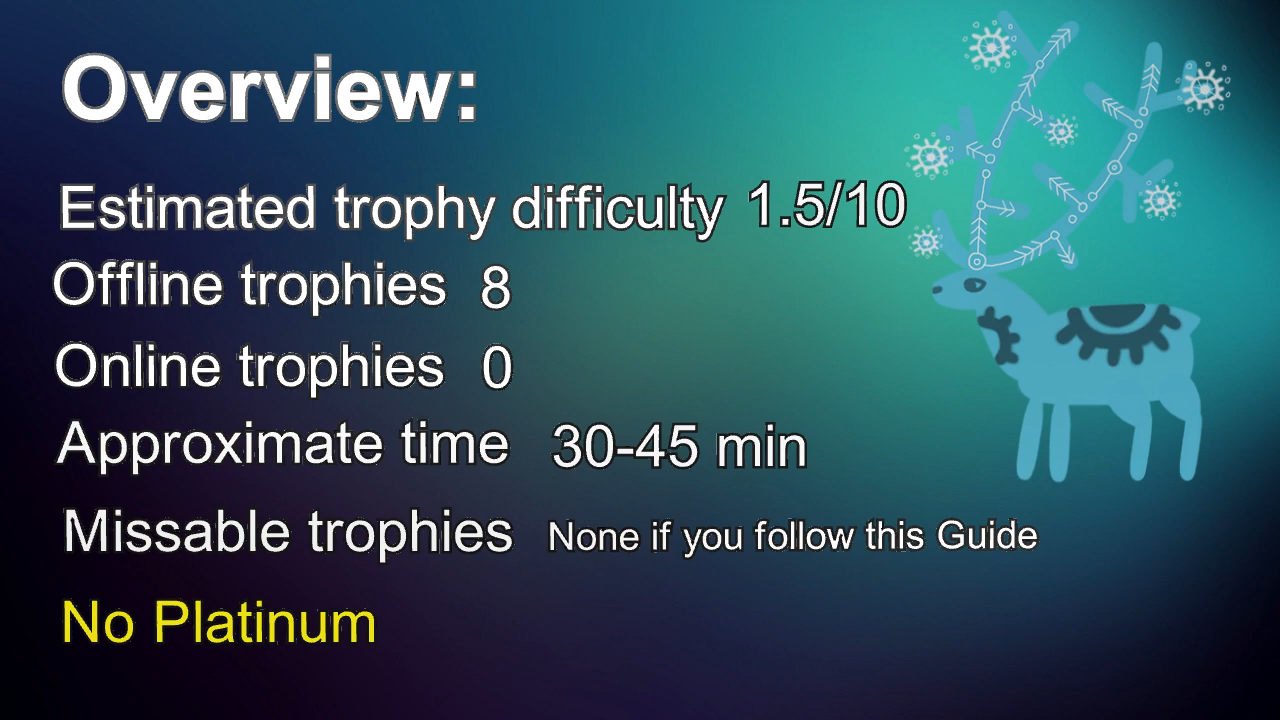 Overview:
Estimated trophy difficulty 1.5/10
Offline trophies 8
Online trophies 0
Approximate time 30-45 min
Missable trophies None if you follow this Guide
No Platinum